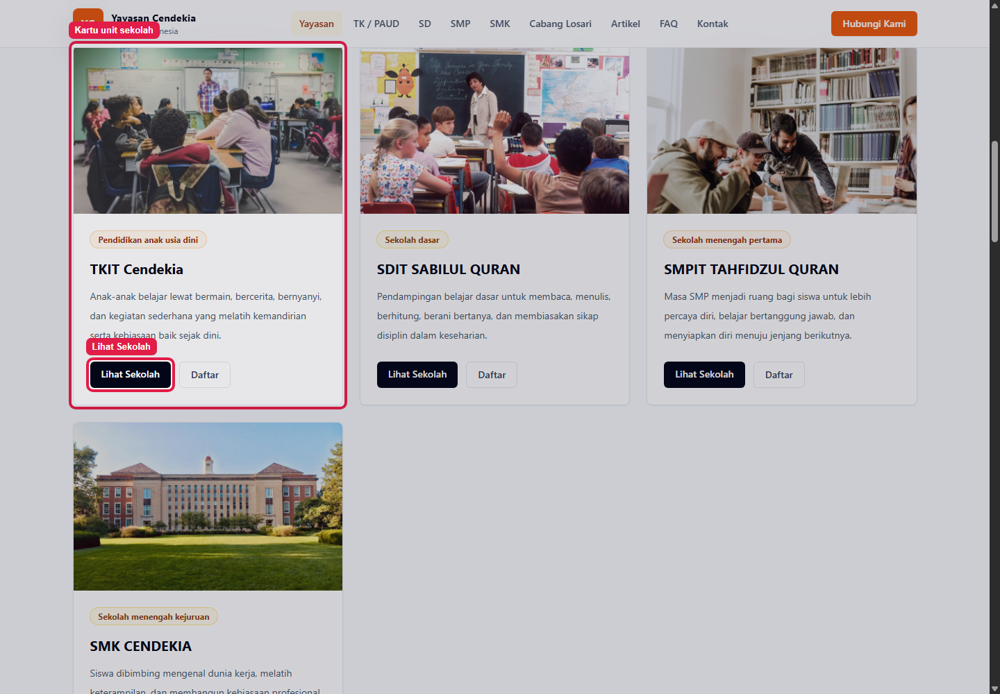 Yayasan Cendekia
Kartu unit sekolah
Yayasan
TK / PAUD
SD
SMP
SMK
Cabang Losari
Artikel
FAQ
Kontak
Hubungi Kami
Pendidikan anak usia dini
TKIT Cendekia
Anak-anak belajar lewat bermain, bercerita, bernyanyi,
dan kegiatan sederhana yang melatih kemandirian
serta kebiasaan baik sejak dini.
Lihat Sekolah
Lihat Sekolah
Daftar
Sekolah dasar
SDIT SABILUL QURAN
Pendampingan belajar dasar untuk membaca, menulis,
berhitung, berani bertanya, dan membiasakan sikap
disiplin dalam keseharian.
Lihat Sekolah
Daftar
Sekolah menengah pertama
SMPIT TAHFIDZUL QURAN
Masa SMP menjadi ruang bagi siswa untuk lebih
percaya diri, belajar bertanggung jawab, dan
menyiapkan diri menuju jenjang berikutnya.
Lihat Sekolah
Daftar
Sekolah menengah kejuruan
SMK CENDEKIA
Siswa dibimbing mengenal dunia kerja, melatih
keterampilan, dan membangun kebiasaan profesional